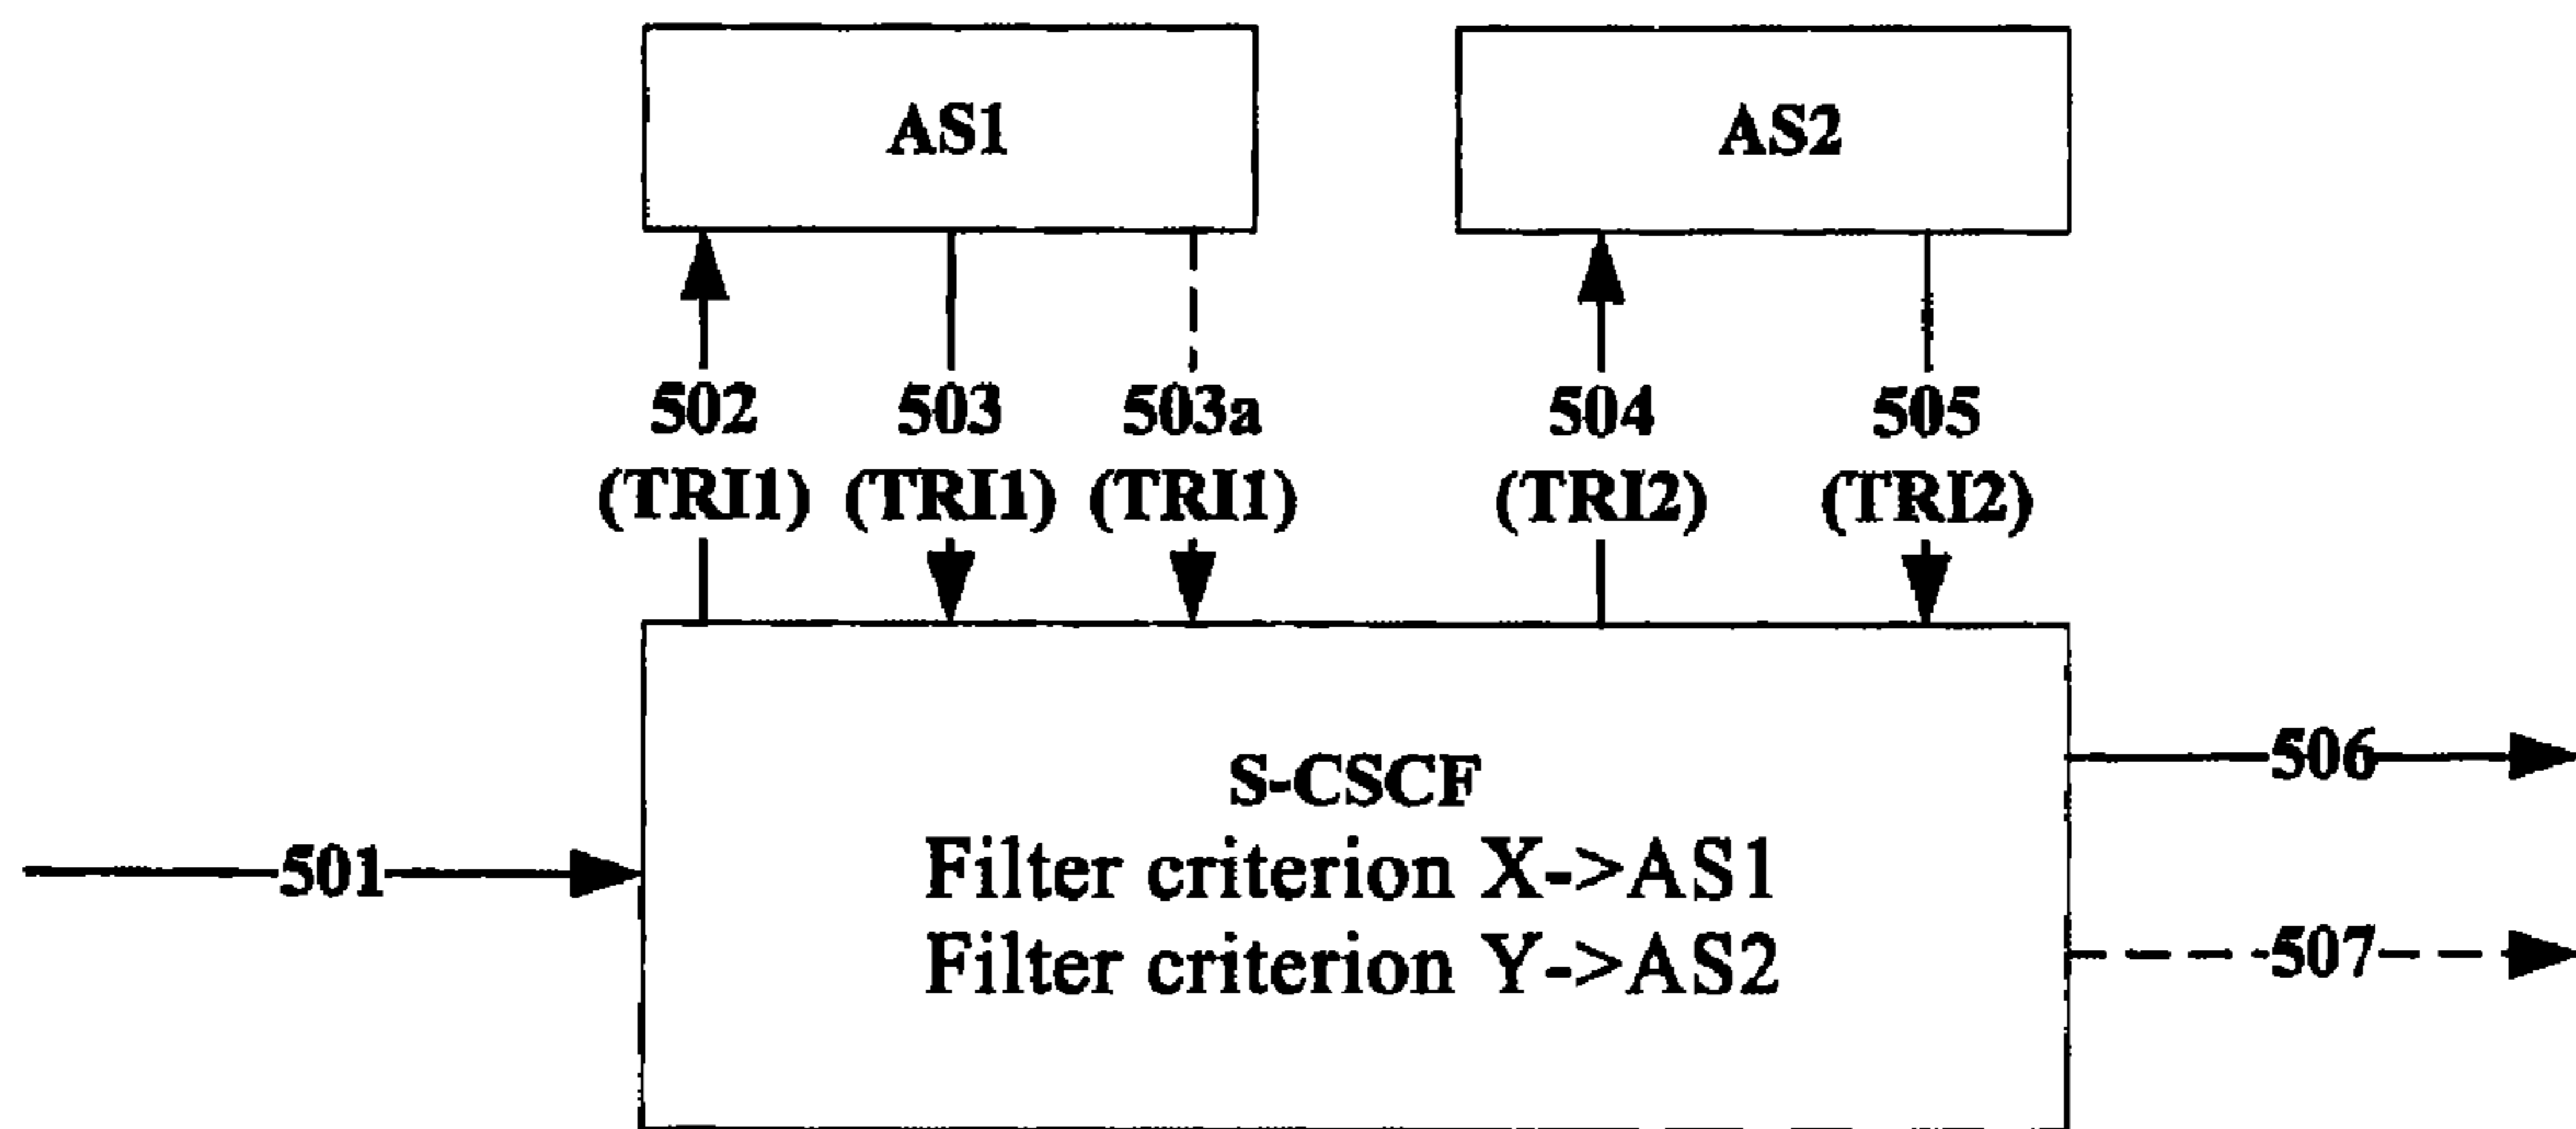 AS1 AS2
502 503 503a 504 505
(TRI1) (TRI1) (TRI1) (TRI2) (TRI2)
S-CSCF
506
501
Filter criterion X->AS1
Filter criterion Y->AS2
507